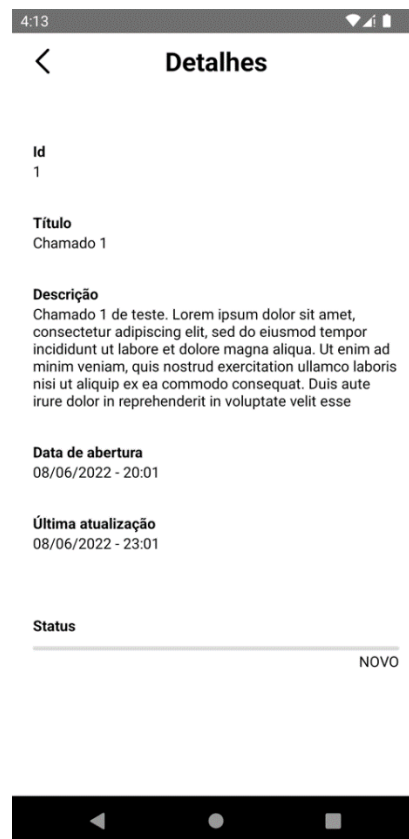 4:13
Detalhes
Id
1
Título
Chamado 1
Descrição
Chamado 1 de teste. Lorem ipsum dolor sit amet,
consectetur adipiscing elit, sed do eiusmod tempor
incididunt ut labore et dolore magna aliqua. Ut enim ad
minim veniam, quis nostrud exercitation ullamco laboris
nisi ut aliquip ex ea commodo consequat. Duis aute
irure dolor in reprehenderit in voluptate velit esse
Data de abertura
08/06/2022 - 20:01
Última atualização
08/06/2022 - 23:01
Status
NOVO